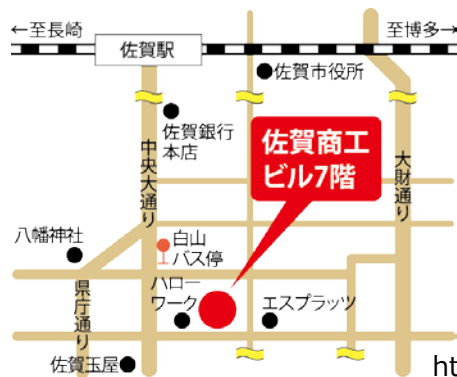 ←至長崎
至博多→
佐賀駅
佐賀市役所
佐賀銀行
本店
佐賀商工
ビル7階
中央大通り
大財通り
八幡神社
白山
バス停
県庁通り
ハロー
ワーク
エスプラッツ
佐賀玉屋
ht